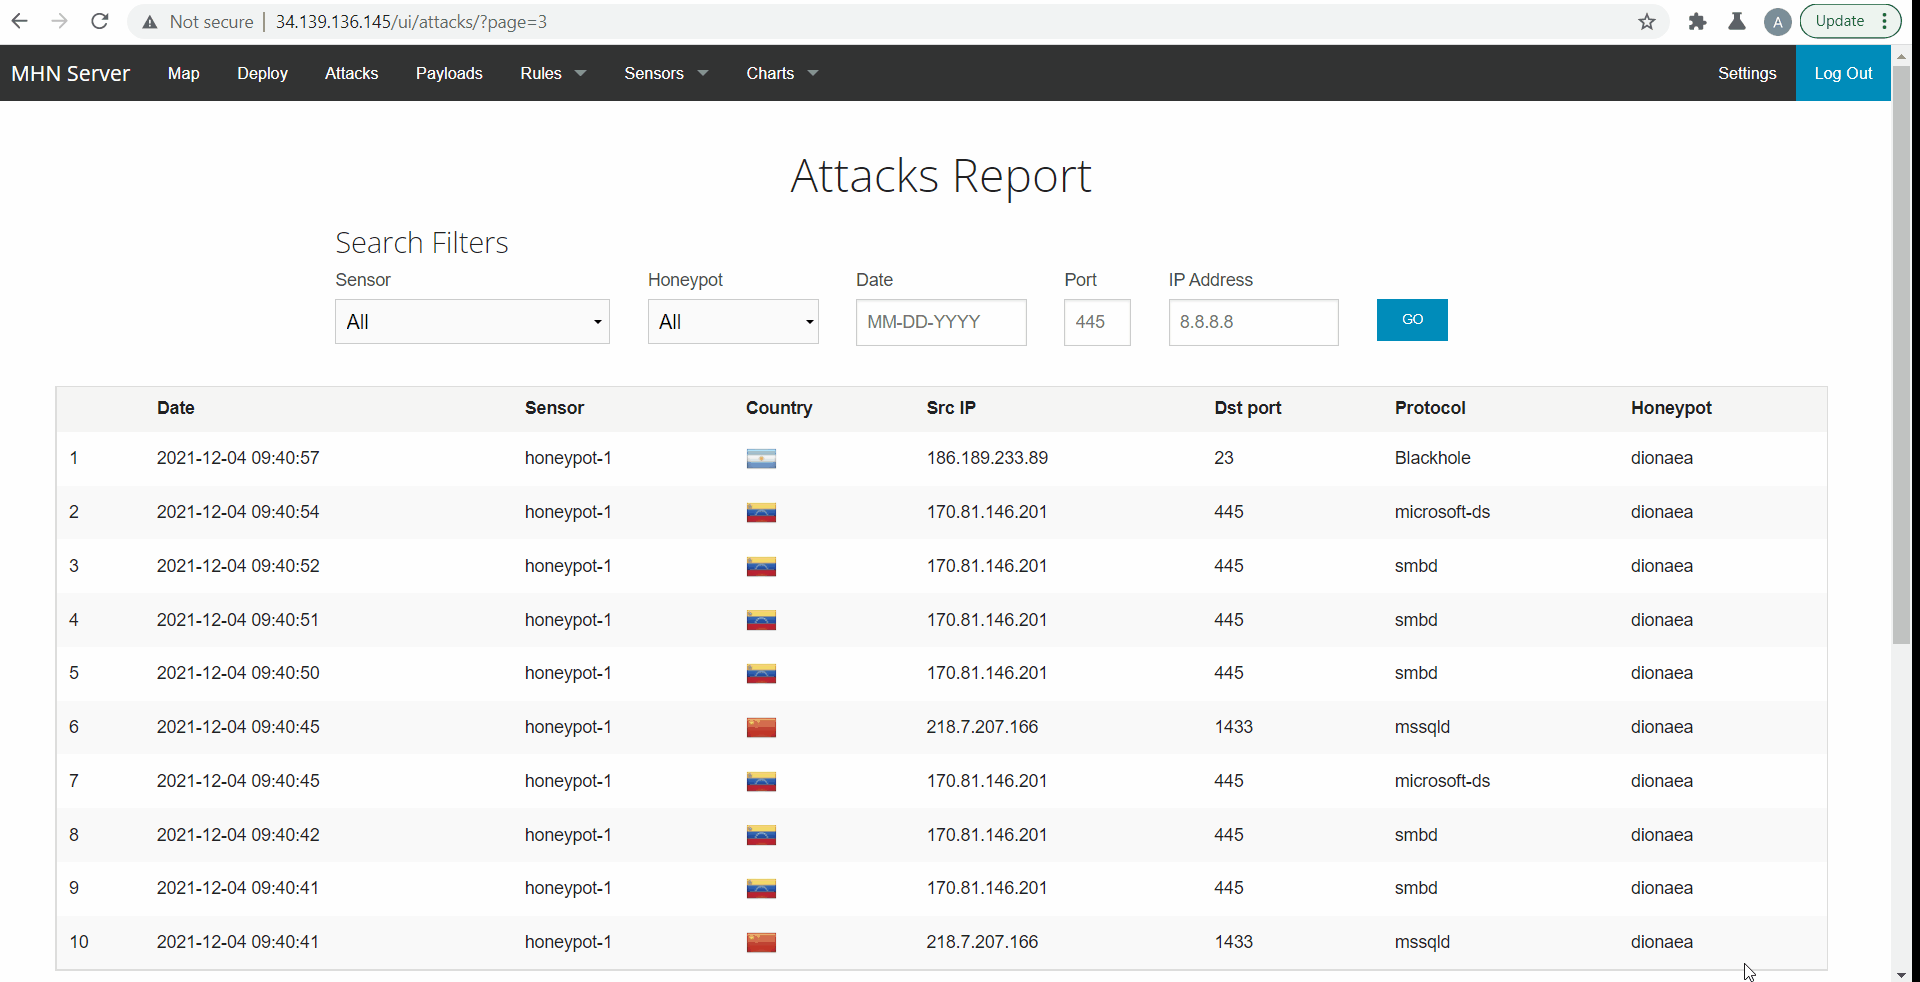 Not secure | 34.139.136.145/ui/attacks/?page=3 A Update
MHN Server Map Deploy Attacks Payloads Rules Sensors Charts Settings Log Out
Attacks Report
Search Filters
Sensor Honeypot Date Port IP Address
All All MM-DD-YYYY 445 8.8.8.8 GO
Date Sensor Country Src IP Dst port Protocol Honeypot
1 2021-12-04 09:40:57 honeypot-1 186.189.233.89 23 Blackhole dionaea
2 2021-12-04 09:40:54 honeypot-1 170.81.146.201 445 microsoft-ds dionaea
3 2021-12-04 09:40:52 honeypot-1 170.81.146.201 445 smbd dionaea
4 2021-12-04 09:40:51 honeypot-1 170.81.146.201 445 smbd dionaea
5 2021-12-04 09:40:50 honeypot-1 170.81.146.201 445 smbd dionaea
6 2021-12-04 09:40:45 honeypot-1 218.7.207.166 1433 mssqld dionaea
7 2021-12-04 09:40:45 honeypot-1 170.81.146.201 445 microsoft-ds dionaea
8 2021-12-04 09:40:42 honeypot-1 170.81.146.201 445 smbd dionaea
9 2021-12-04 09:40:41 honeypot-1 170.81.146.201 445 smbd dionaea
10 2021-12-04 09:40:41 honeypot-1 218.7.207.166 1433 mssqld dionaea